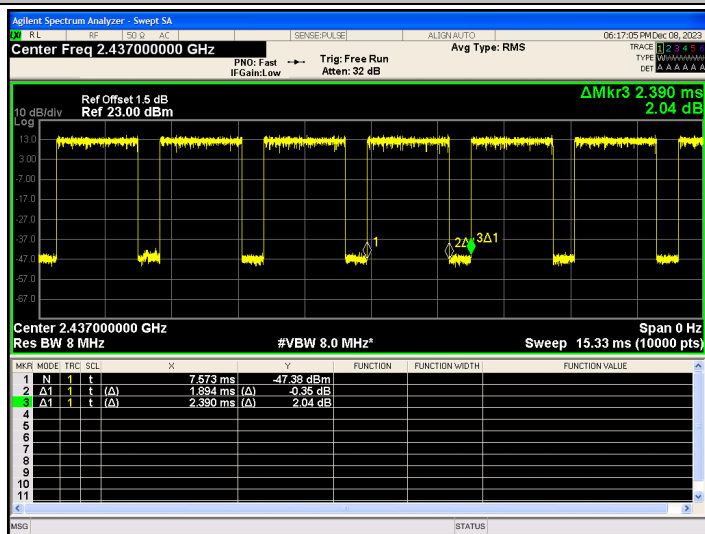 Agilent Spectrum Analyzer - Swept SA
LXI RL RF 50 Ω AC SENSE:PULSE ALIGN AUTO 06:17:05 PM Dec 08, 2023
Center Freq 2.437000000 GHz
PNO: Fast
IFGain:Low
Trig: Free Run
Atten: 32 dB
Avg Type: RMS
TRACE 1 2 3 4 5 6
TYPE W
DET A A A A A A
ΔMkr3 2.390 ms
2.04 dB
Ref Offset 1.5 dB
10 dB/div Ref 23.00 dBm
Log
13.0
3.00
-7.00
-17.0
-27.0
-37.0
-47.0
-57.0
-67.0
1
2Δ
3Δ1
Center 2.437000000 GHz Span 0 Hz
Res BW 8 MHz #VBW 8.0 MHz* Sweep 15.33 ms (10000 pts)
MKR MODE TRC SCL X Y FUNCTION FUNCTION WIDTH FUNCTION VALUE
1 N 1 t 7.573 ms -47.38 dBm
2 Δ1 1 t (Δ) 1.894 ms (Δ) -0.35 dB
3 Δ1 1 t (Δ) 2.390 ms (Δ) 2.04 dB
4
5
6
7
8
9
10
11
MSG STATUS